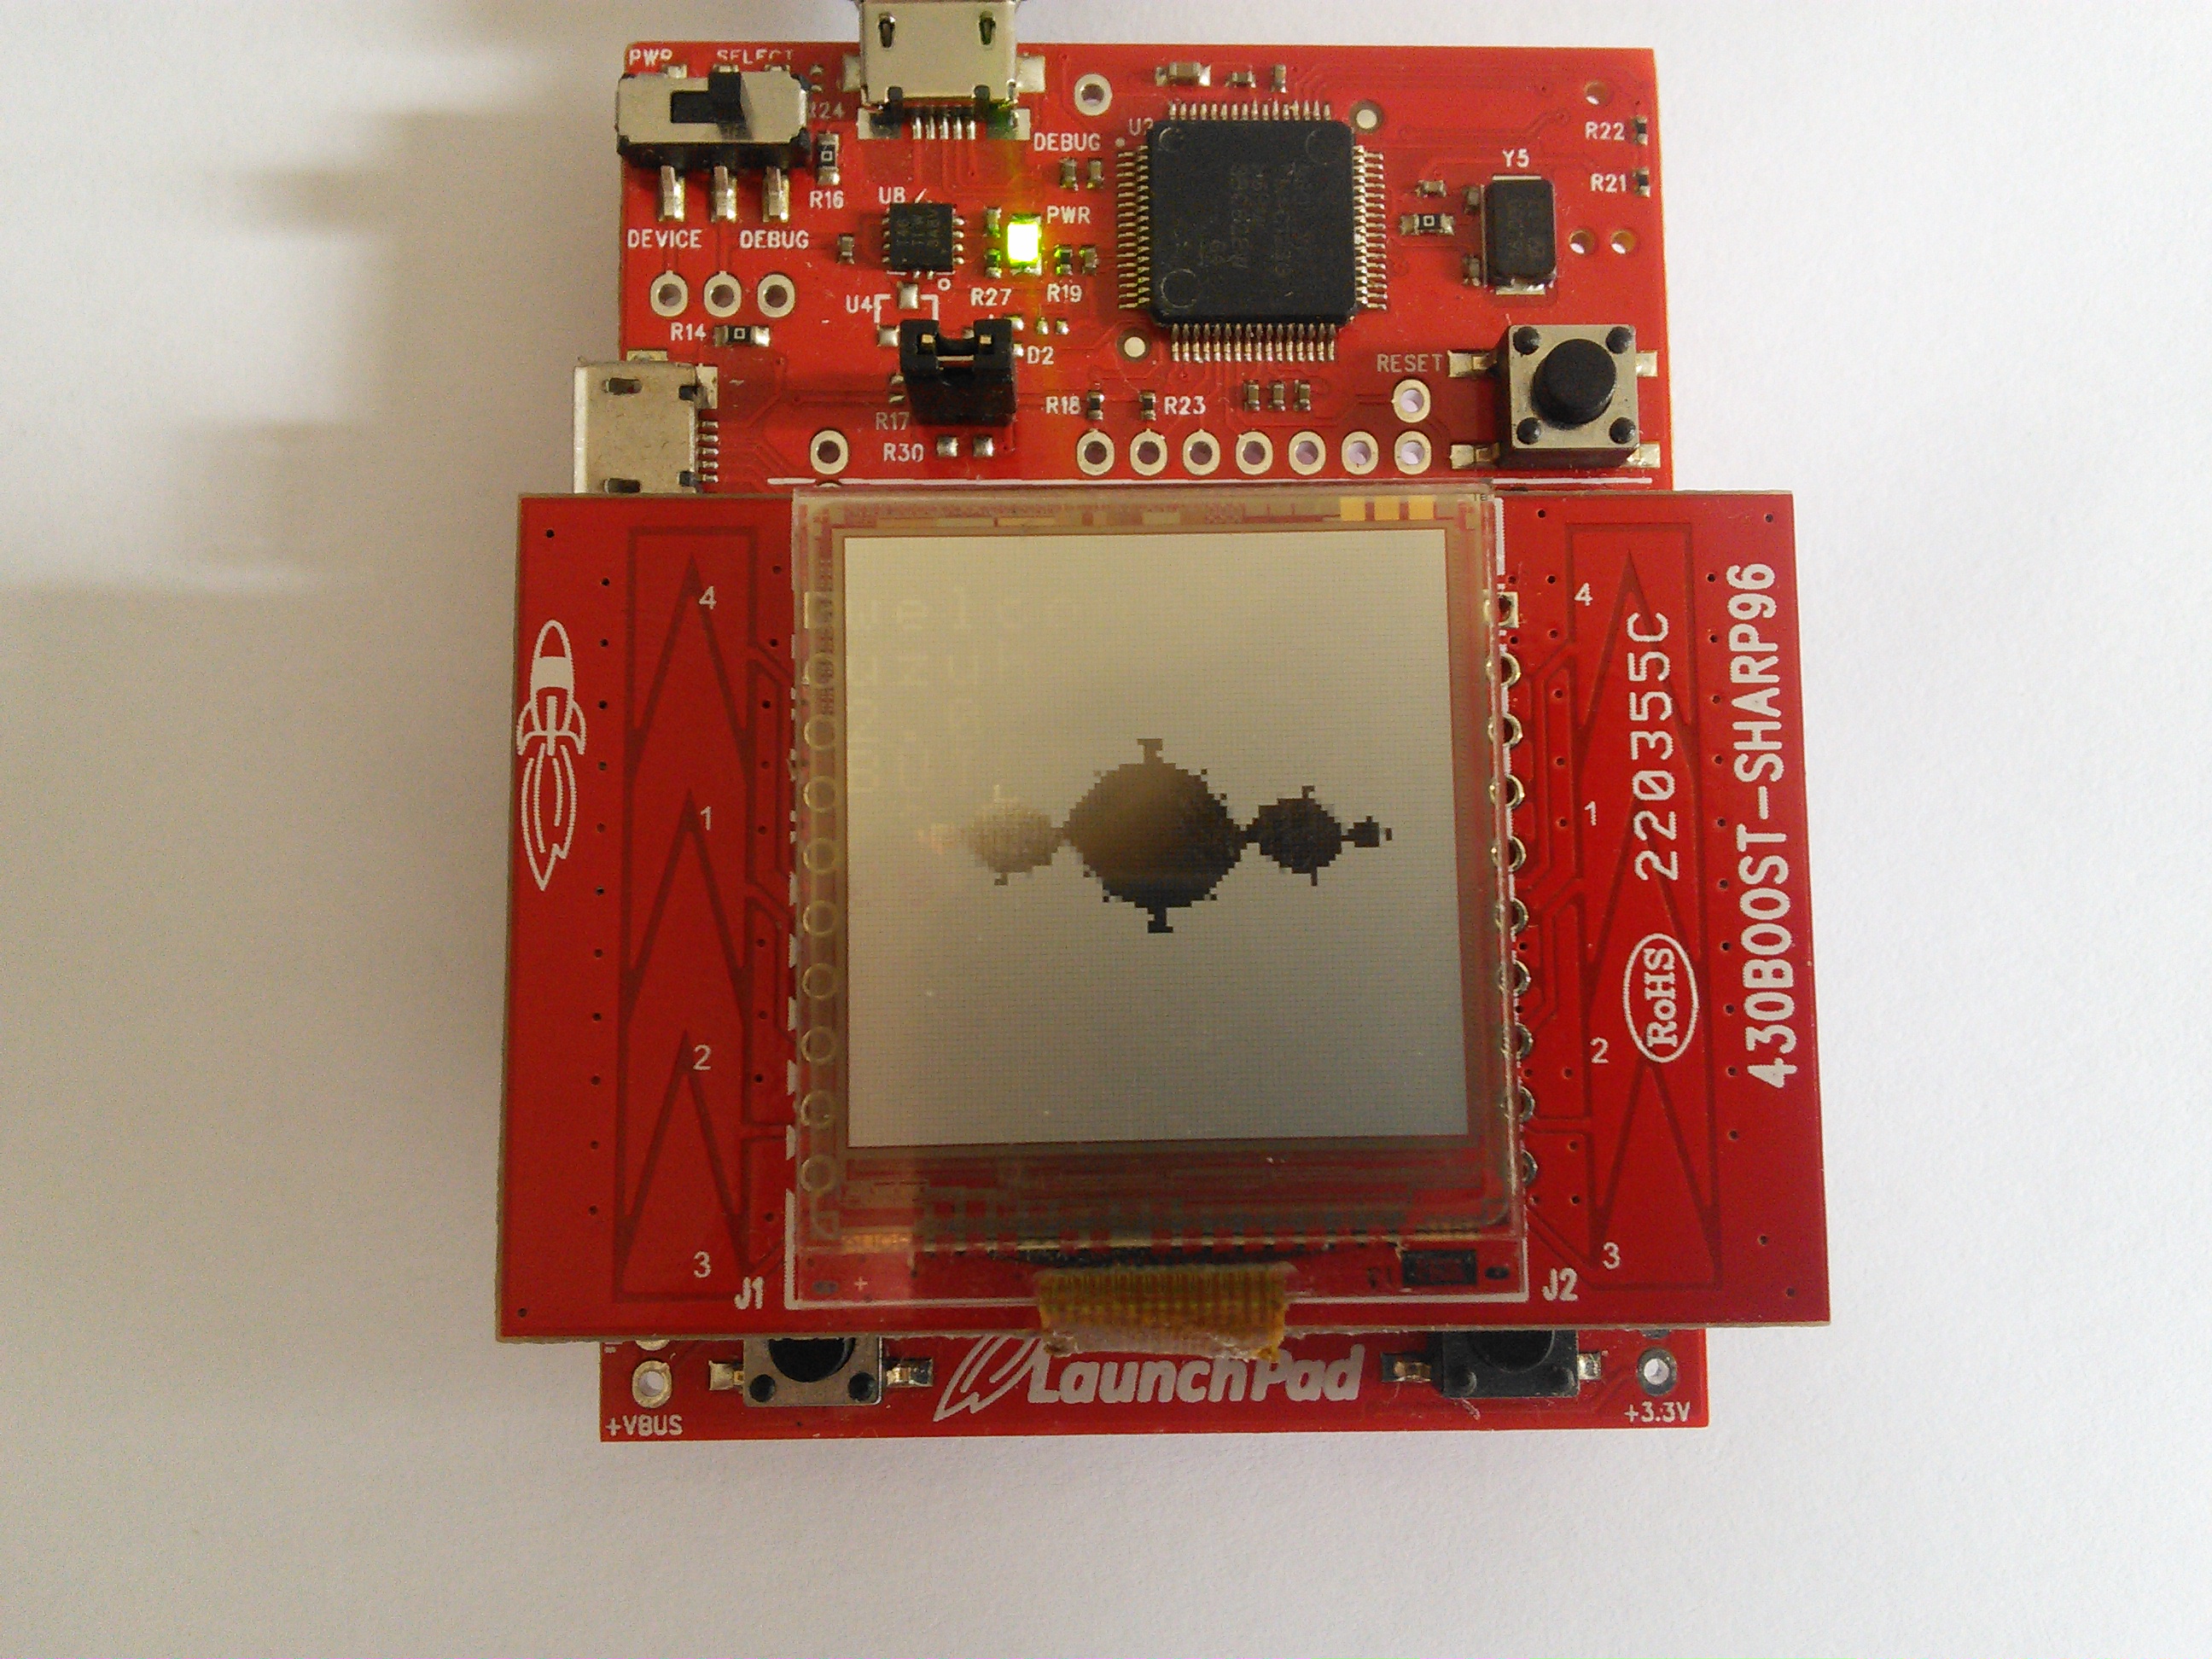 PWR SELECT
R24
DEBUG
R22
Y5
R21
R16
U8
PWR
DEVICE DEBUG
R27 R19
U4
R14
D2
RESET
R17
R18 R23
R30
4
4
1
1
2
2
3
3
220355C
430BOOST-SHARP96
RoHS
J1
J2
LaunchPad
+VBUS
+3.3V